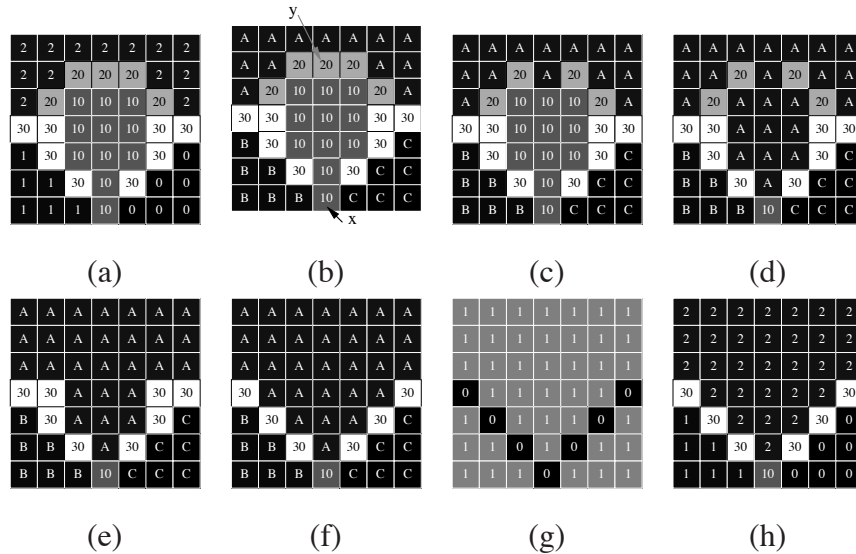 2 2 2 2 2 2 2
2 2 20 20 20 2 2
2 20 10 10 10 20 2
30 30 10 10 10 30 30
1 30 10 10 10 30 0
1 1 30 10 30 0 0
1 1 1 10 0 0 0
(a)
y
A A A A A A A
A A 20 20 20 A A
A 20 10 10 10 20 A
30 30 10 10 10 30 30
B 30 10 10 10 30 C
B B 30 10 30 C C
B B B 10 C C C
x
(b)
A A A A A A A
A A 20 A 20 A A
A 20 10 10 10 20 A
30 30 10 10 10 30 30
B 30 10 10 10 30 C
B B 30 10 30 C C
B B B 10 C C C
(c)
A A A A A A A
A A 20 A 20 A A
A 20 A A A 20 A
30 30 A A A 30 30
B 30 A A A 30 C
B B 30 A 30 C C
B B B 10 C C C
(d)
A A A A A A A
A A A A A A A
A A A A A A A
30 30 A A A 30 30
B 30 A A A 30 C
B B 30 A 30 C C
B B B 10 C C C
(e)
A A A A A A A
A A A A A A A
A A A A A A A
30 A A A A A 30
B 30 A A A 30 C
B B 30 A 30 C C
B B B 10 C C C
(f)
1 1 1 1 1 1 1
1 1 1 1 1 1 1
1 1 1 1 1 1 1
0 1 1 1 1 1 0
1 0 1 1 1 0 1
1 1 0 1 0 1 1
1 1 1 0 1 1 1
(g)
2 2 2 2 2 2 2
2 2 2 2 2 2 2
2 2 2 2 2 2 2
30 2 2 2 2 2 30
1 30 2 2 2 30 0
1 1 30 2 30 0 0
1 1 1 10 0 0 0
(h)